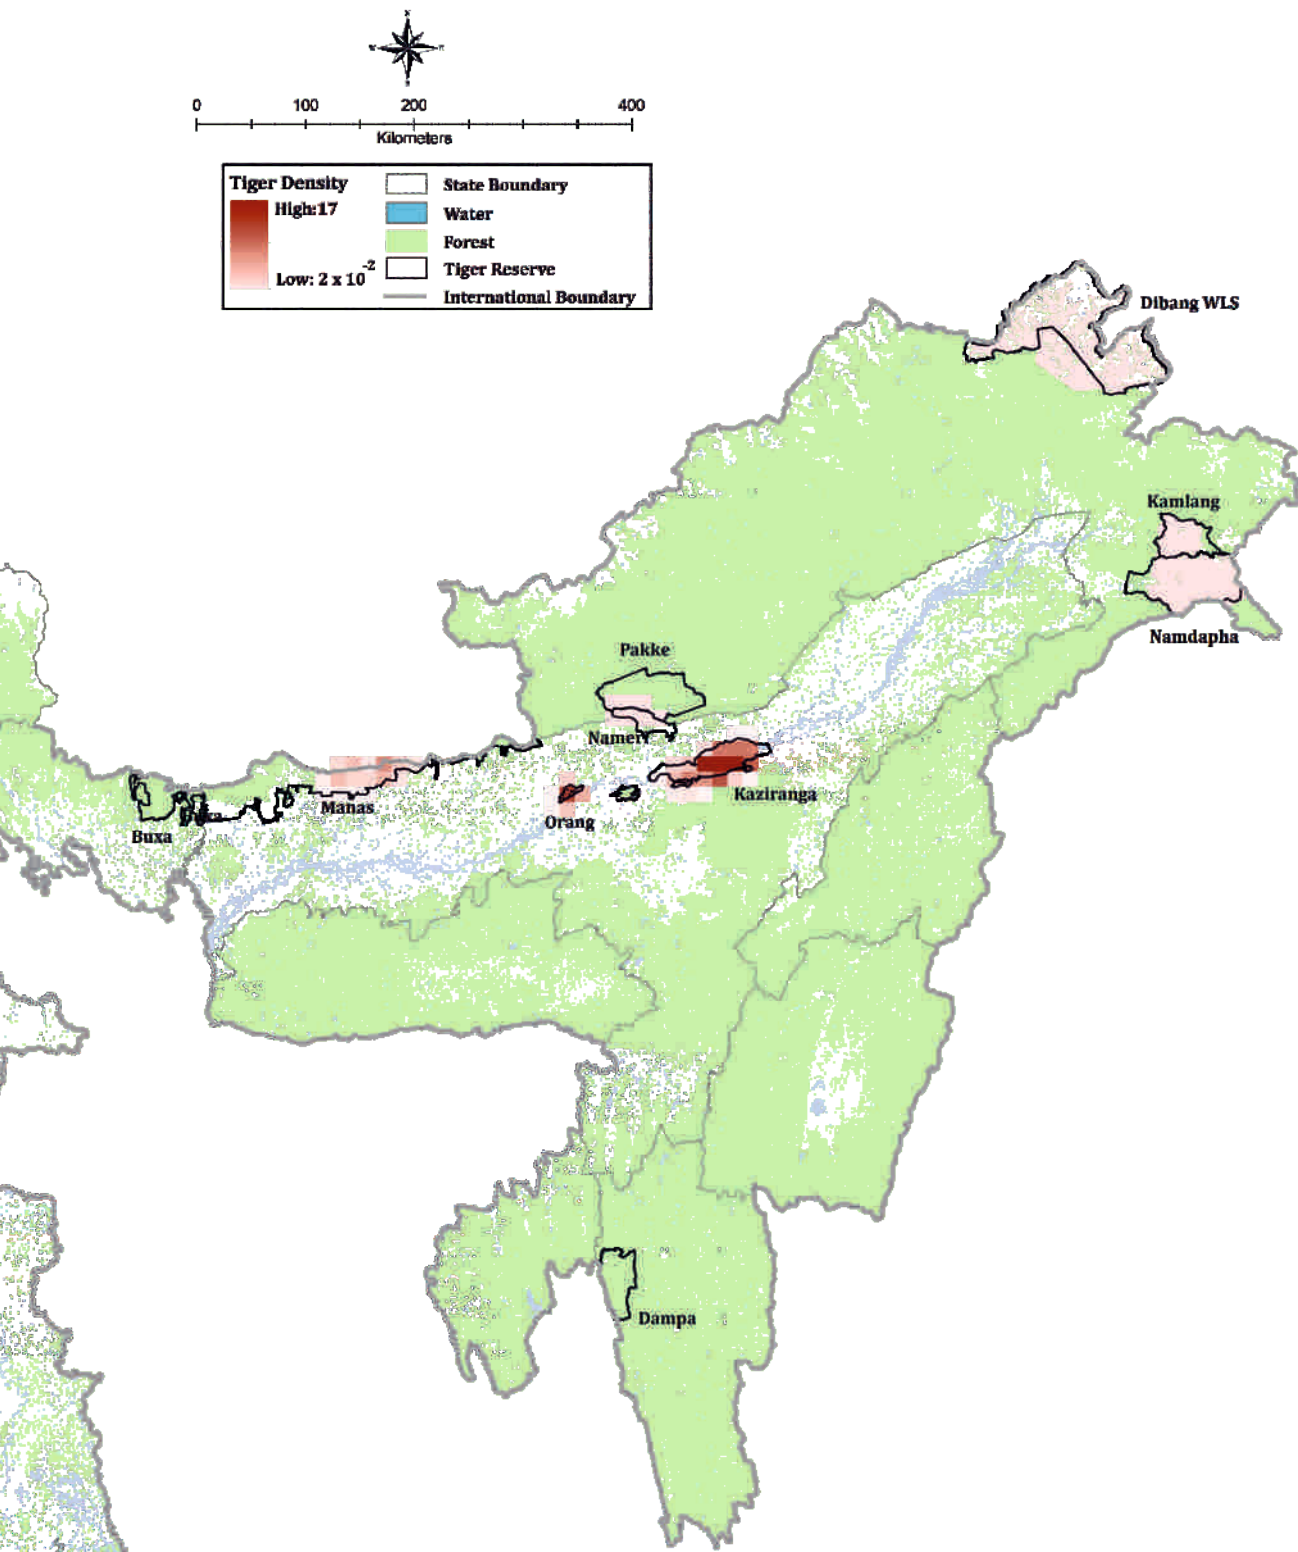 N
W
E
S
0 100 200 400
Kilometers
Tiger Density
High:17
Low: 2 x 10-2
State Boundary
Water
Forest
Tiger Reserve
International Boundary
Dibang WLS
Kamlang
Namdapha
Pakke
Nameri
Kaziranga
Manas
Orang
Buxa
Dampa